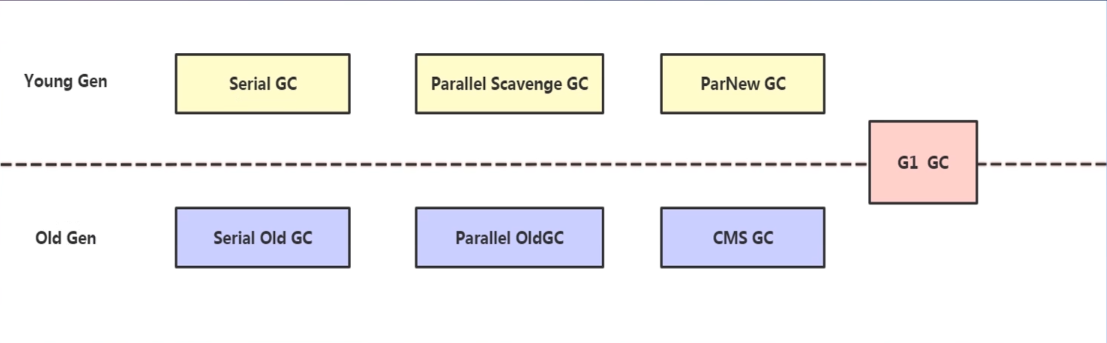 Young Gen
Serial GC
Parallel Scavenge GC
ParNew GC
G1 GC
Old Gen
Serial Old GC
Parallel OldGC
CMS GC